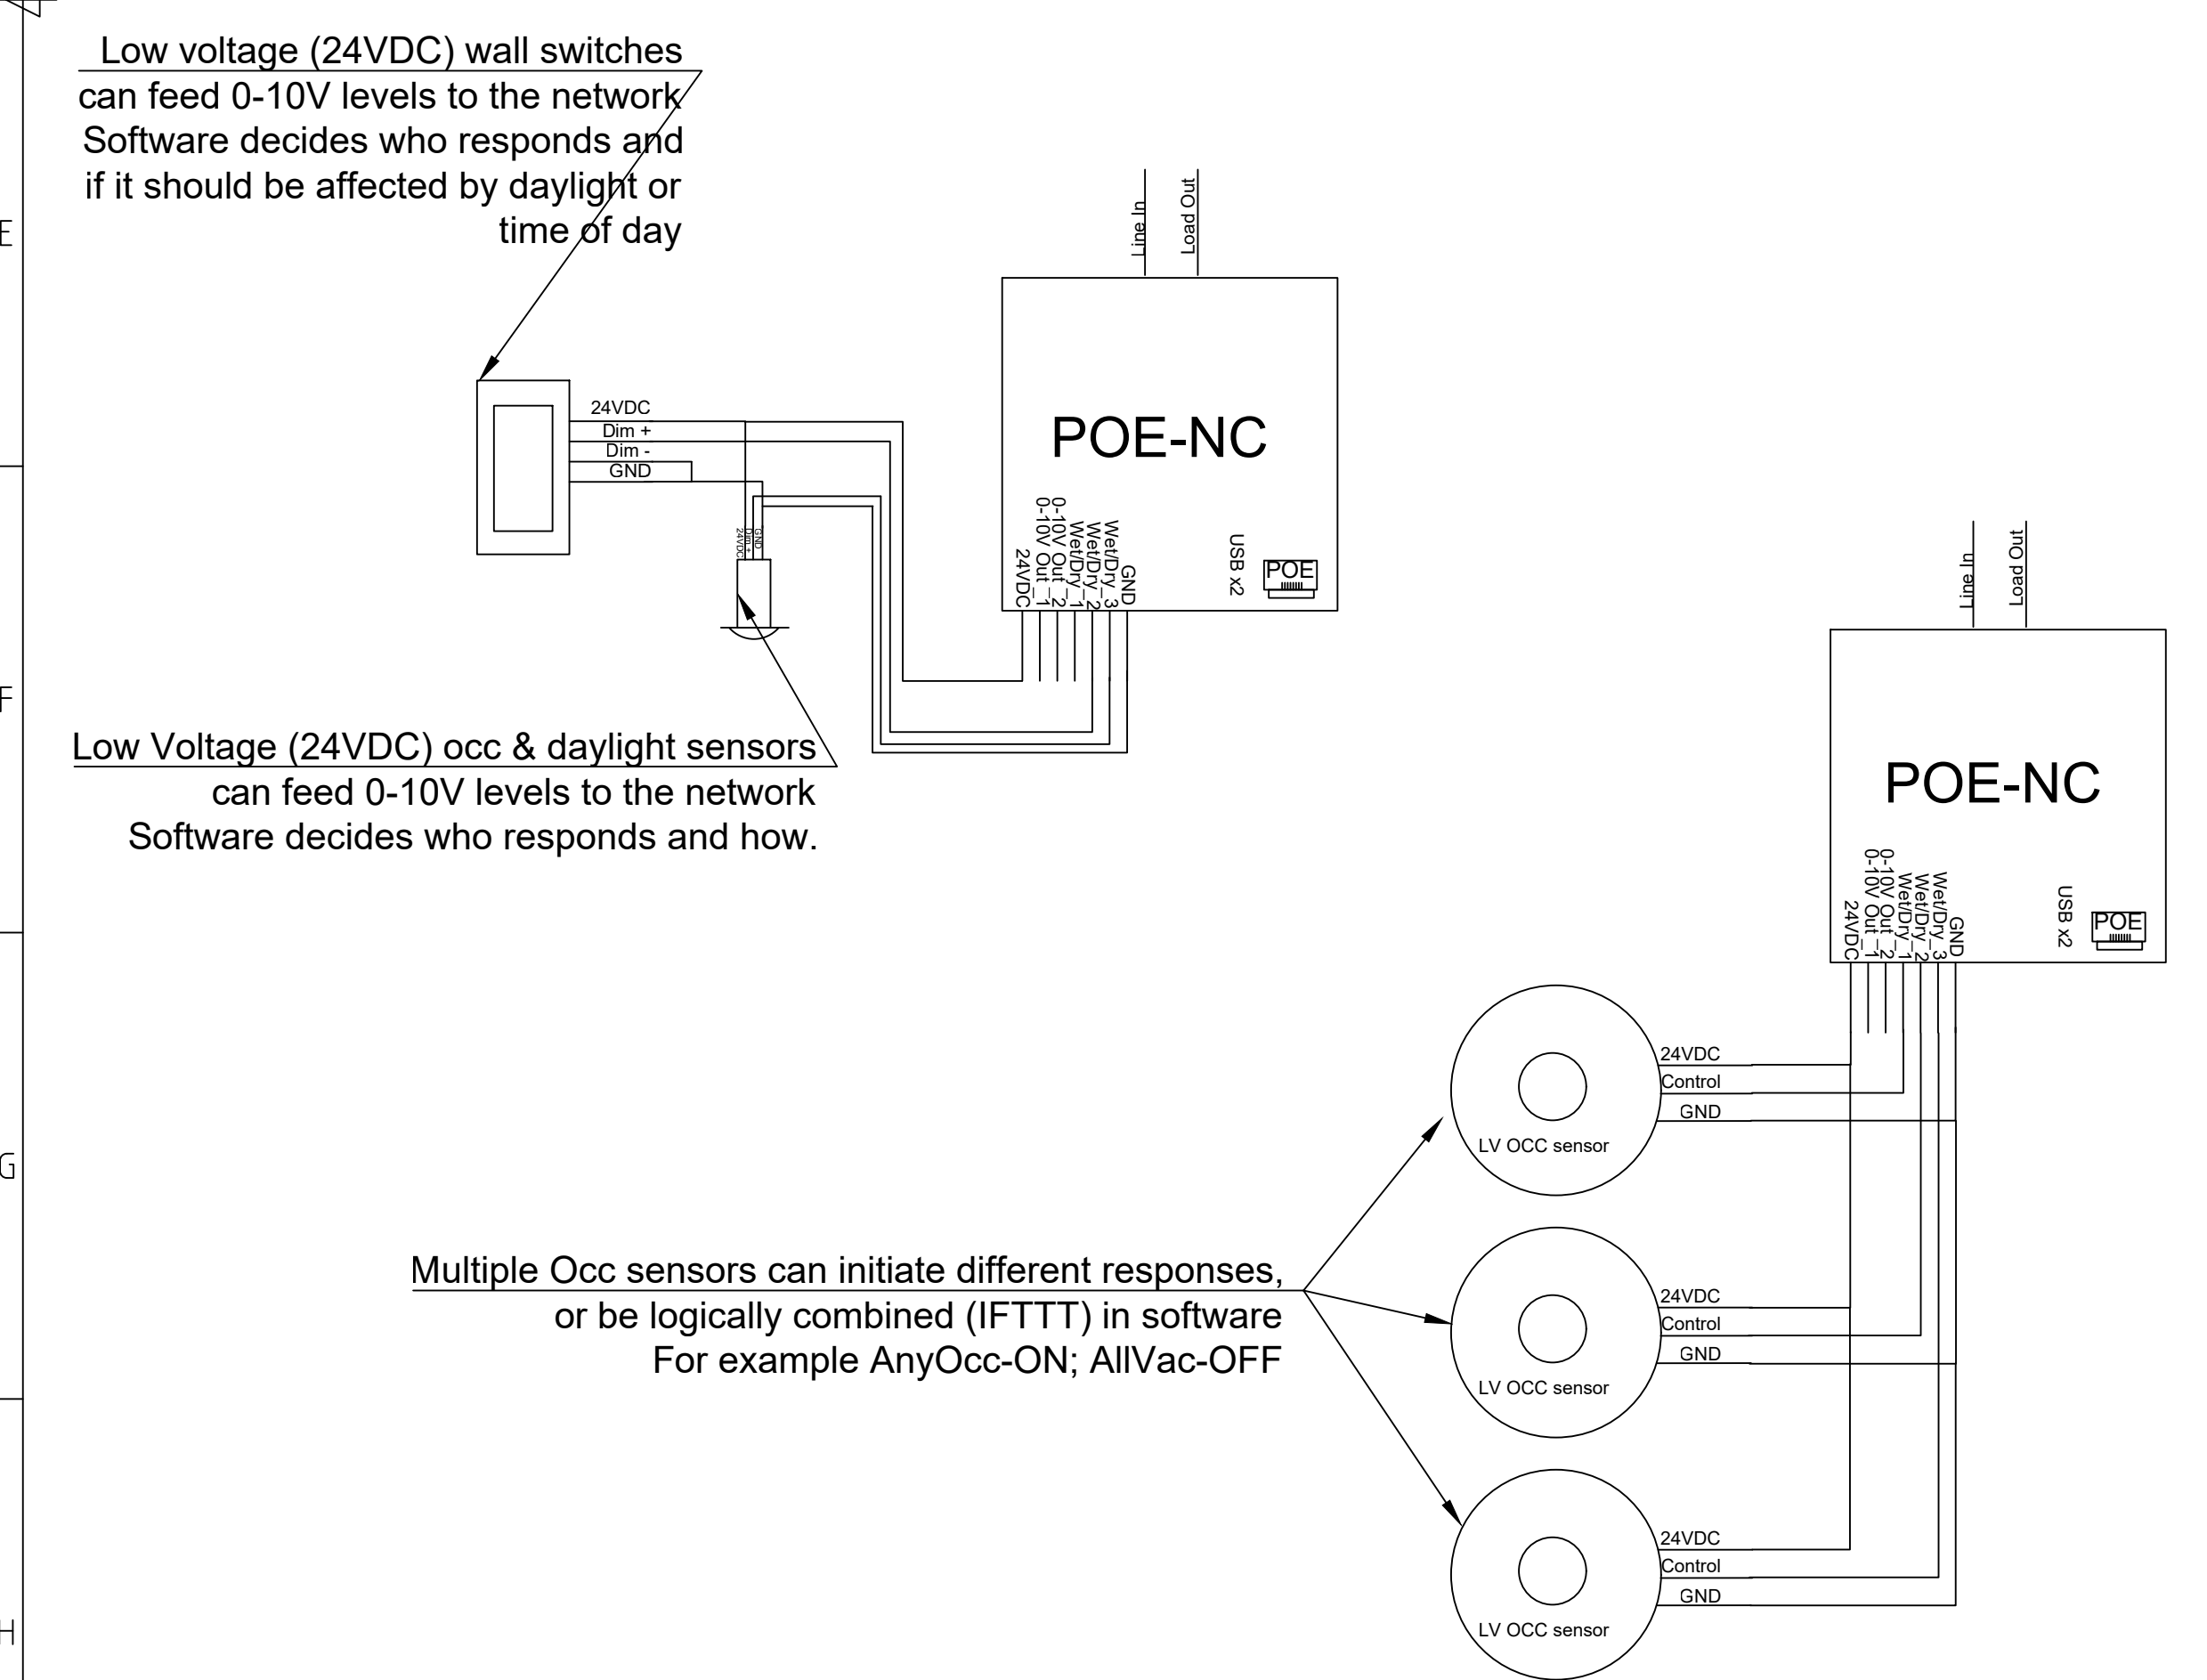 Low voltage (24VDC) wall switches
can feed 0-10V levels to the network
Software decides who responds and
if it should be affected by daylight or
time of day
E
Line In
Load Out
24VDC
Dim +
Dim -
GND
POE-NC
24VDC
Dim +
GND
24VDC
0-10V Out_1
0-10V Out_2
Wet/Dry_1
Wet/Dry_2
Wet/Dry_3
GND
USB x2
POE
F
Low Voltage (24VDC) occ & daylight sensors
can feed 0-10V levels to the network
Software decides who responds and how.
Line In
Load Out
POE-NC
24VDC
0-10V Out_1
0-10V Out_2
Wet/Dry_1
Wet/Dry_2
Wet/Dry_3
GND
USB x2
POE
G
24VDC
Control
GND
LV OCC sensor
Multiple Occ sensors can initiate different responses,
or be logically combined (IFTTT) in software
For example AnyOcc-ON; AllVac-OFF
24VDC
Control
GND
LV OCC sensor
24VDC
Control
GND
LV OCC sensor
H